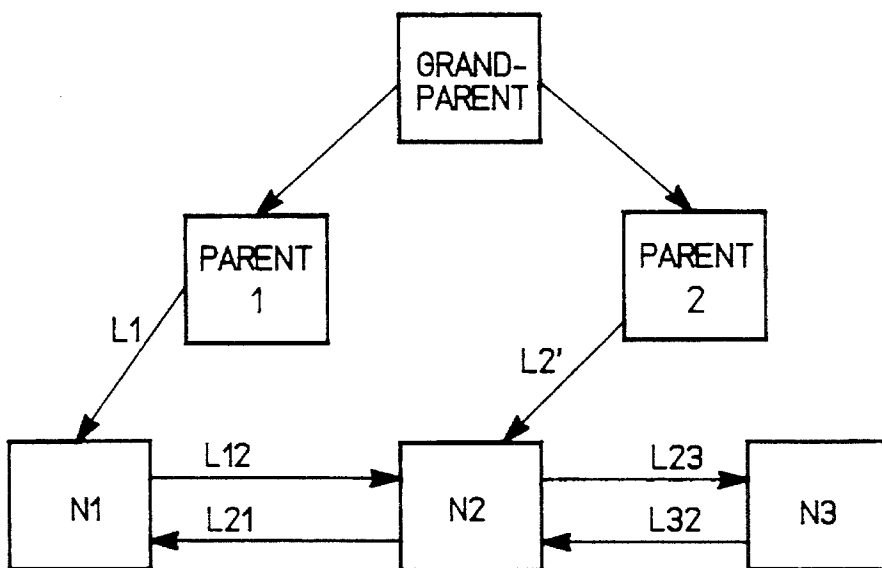 GRAND-
PARENT
PARENT
1
PARENT
2
L1
L2'
L12
L23
N1
L21
N2
L32
N3